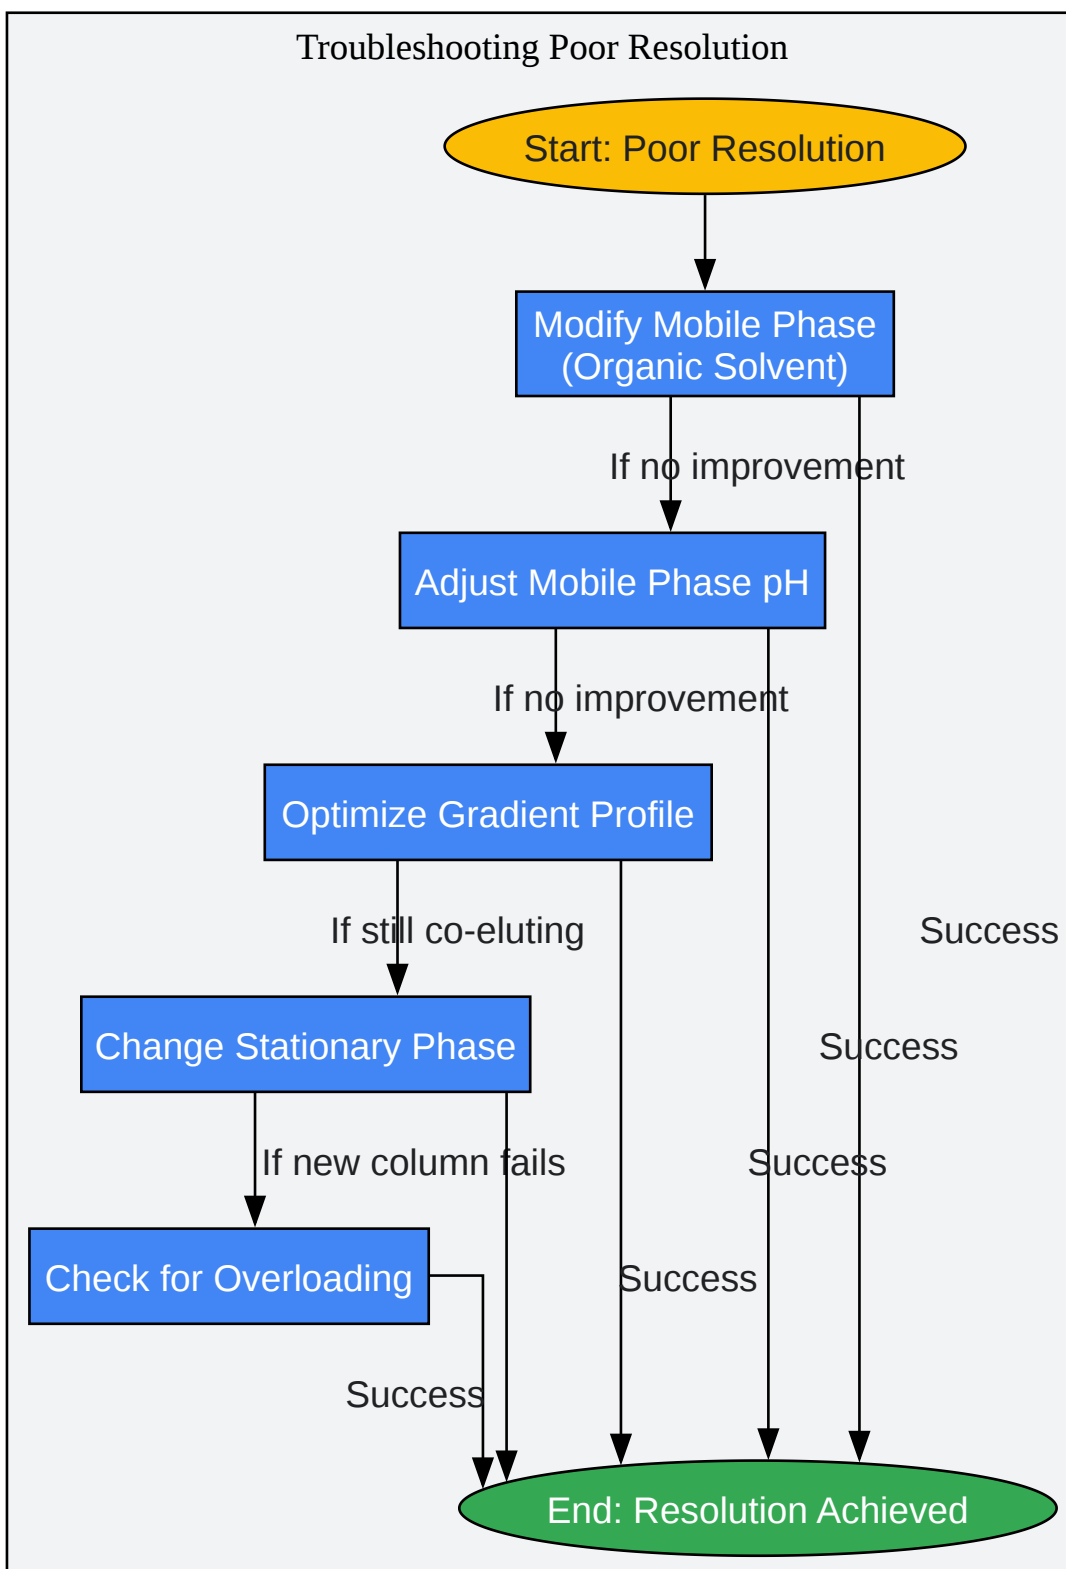 Troubleshooting Poor Resolution
Start: Poor Resolution
Modify Mobile Phase
(Organic Solvent)
If no improvement
Adjust Mobile Phase pH
If no improvement
Optimize Gradient Profile
If still co-eluting
Success
Change Stationary Phase
Success
If new column fails
Success
Check for Overloading
Success
Success
End: Resolution Achieved